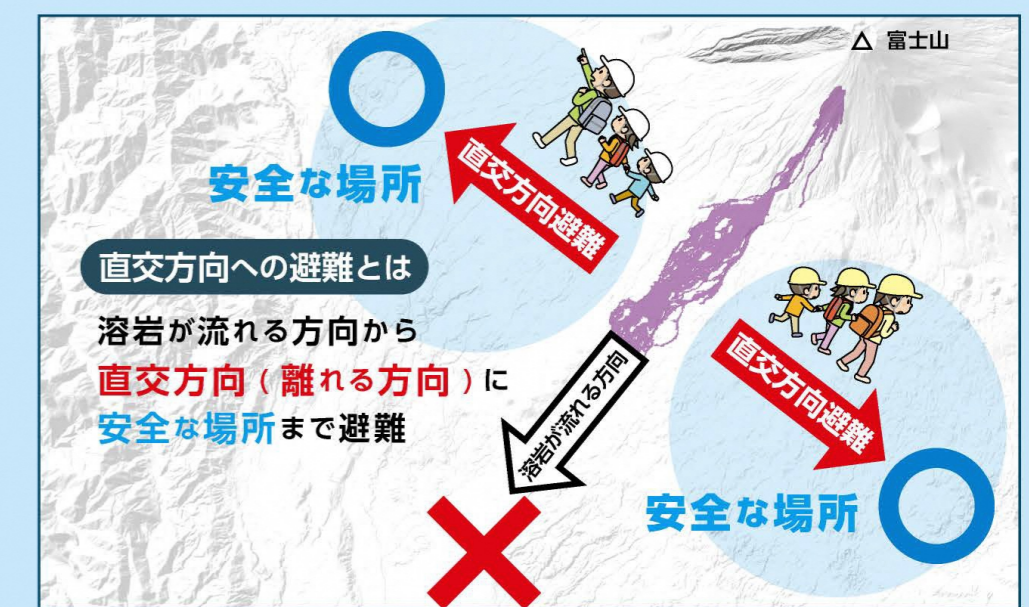 △ 富士山
安全な場所
直交方向避難
直交方向への避難とは
溶岩が流れる方向から
直交方向(離れる方向)に
安全な場所まで避難
溶岩が流れる方向
直交方向避難
安全な場所